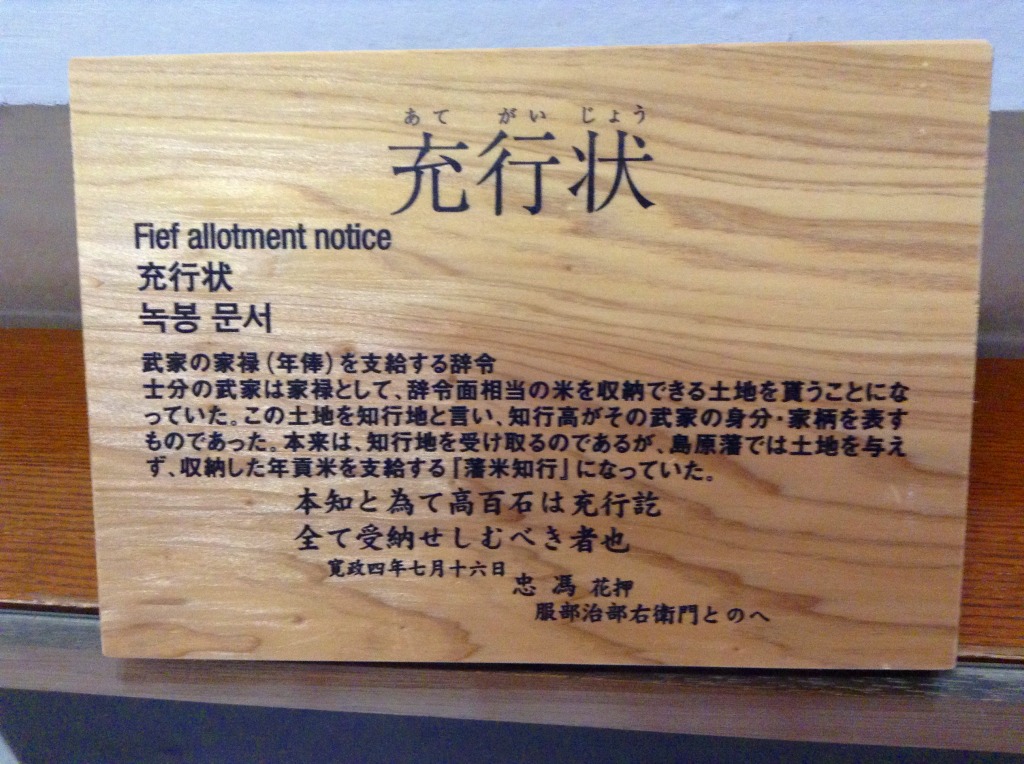 あて がい じょう
充行状
Fief allotment notice
充行状
녹봉 문서
武家の家禄(年俸)を支給する辞令
士分の武家は家禄として、辞令面相当の米を収納できる土地を貰うことにな
っていた。この土地を知行地と言い、知行高がその武家の身分・家柄を表す
ものであった。本来は、知行地を受け取るのであるが、島原藩では土地を与え
ず、収納した年貢米を支給する『藩米知行』になっていた。
本知と為て高百石は充行訖
全て受納せしむべき者也
寛政四年七月十六日
忠馮 花押
服部治部右衛門とのへ